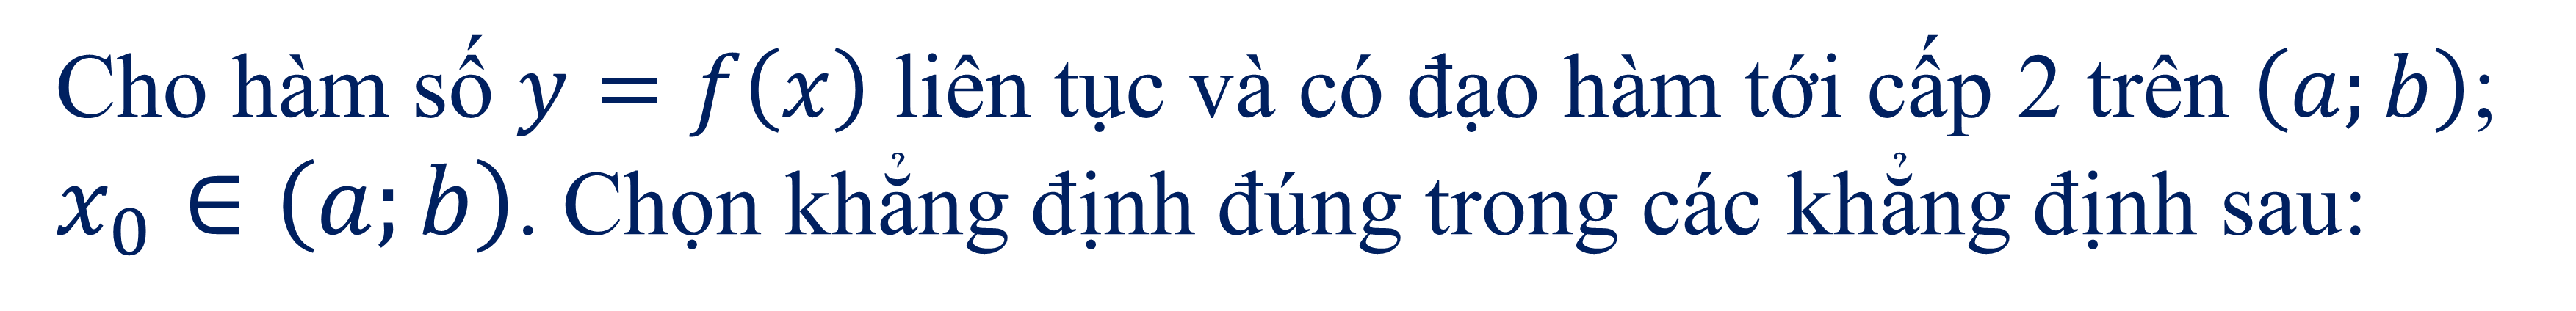 Cho hàm số y = f(x) liên tục và có đạo hàm tới cấp 2 trên (a; b);
x₀ ∈ (a; b). Chọn khẳng định đúng trong các khẳng định sau: